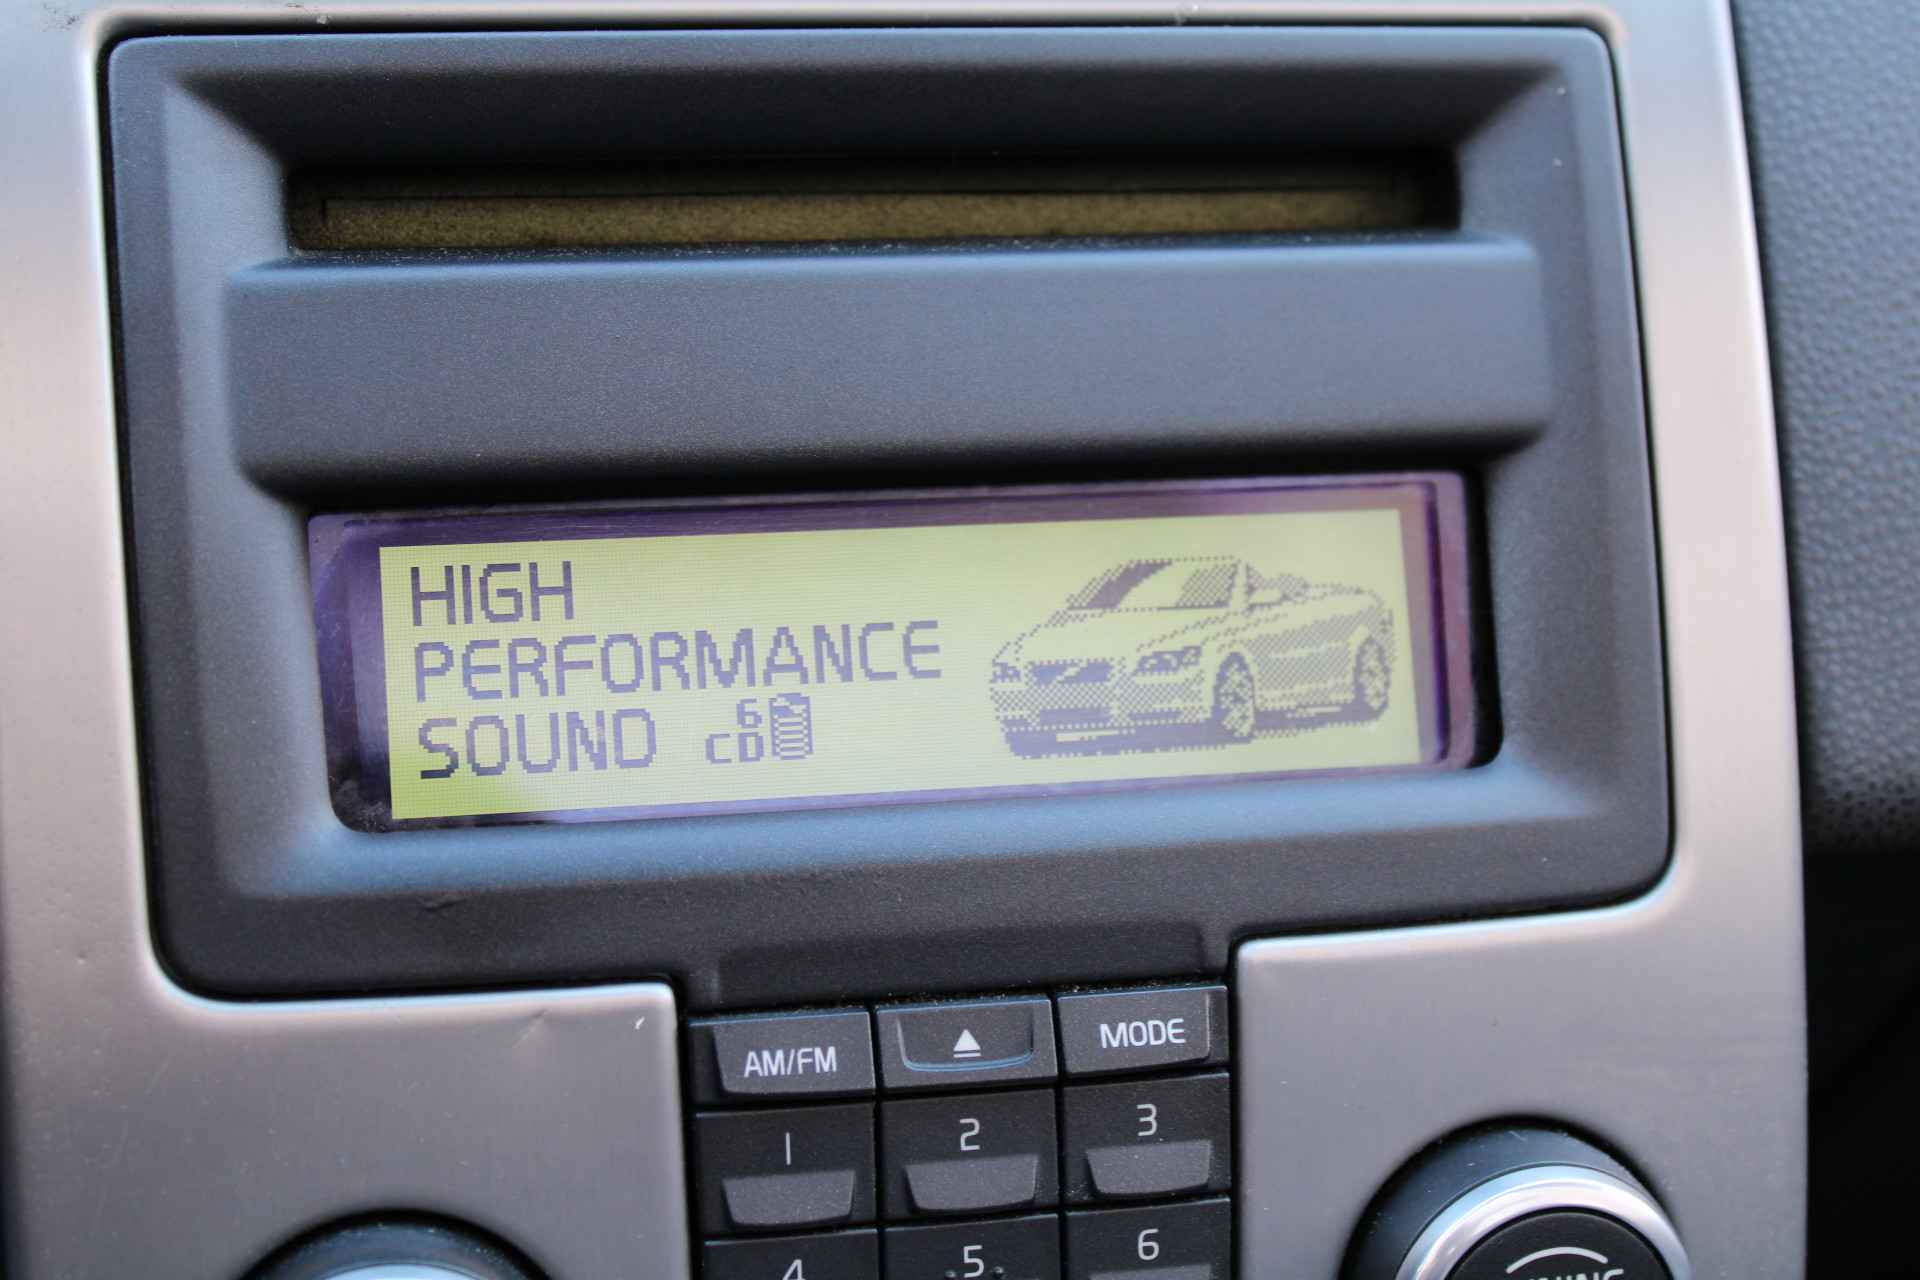 HIGH
PERFORMANCE
SOUND CD 6
AM/FM
MODE
1
2
3
4
5
6